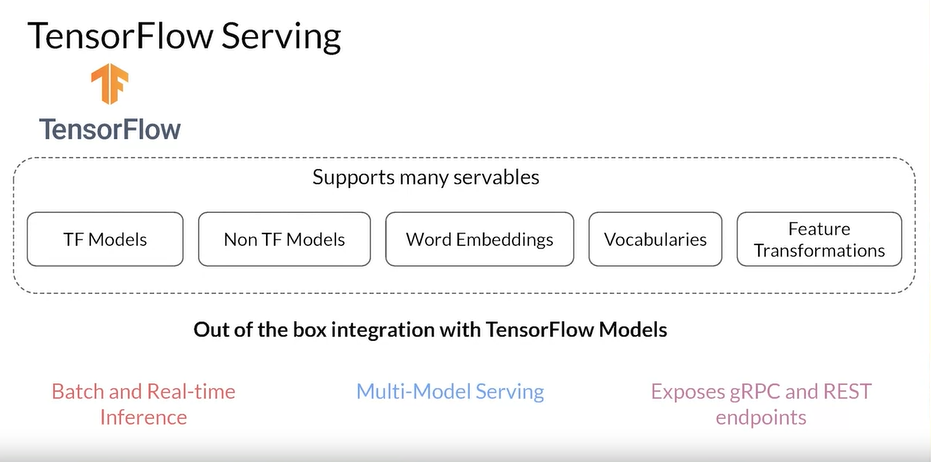 TensorFlow Serving
TensorFlow
Supports many servables
TF Models
Non TF Models
Word Embeddings
Vocabularies
Feature
Transformations
Out of the box integration with TensorFlow Models
Batch and Real-time
Inference
Multi-Model Serving
Exposes gRPC and REST
endpoints